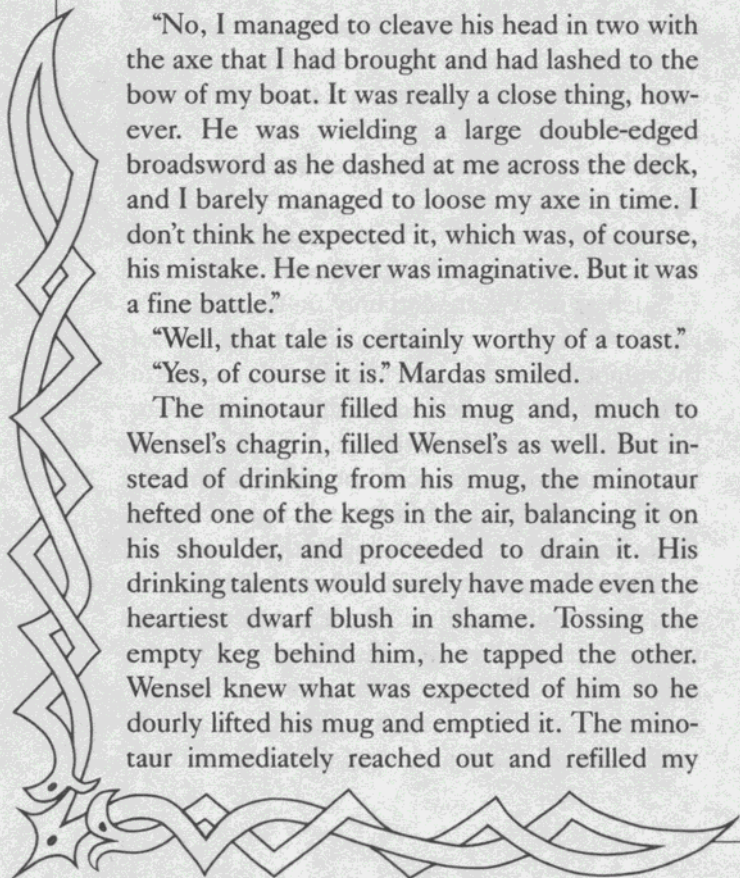 “No, I managed to cleave his head in two with
the axe that I had brought and had lashed to the
bow of my boat. It was really a close thing, how-
ever. He was wielding a large double-edged
broadsword as he dashed at me across the deck,
and I barely managed to loose my axe in time. I
don’t think he expected it, which was, of course,
his mistake. He never was imaginative. But it was
a fine battle.”
“Well, that tale is certainly worthy of a toast.”
“Yes, of course it is.” Mardas smiled.
The minotaur filled his mug and, much to
Wensel’s chagrin, filled Wensel’s as well. But in-
stead of drinking from his mug, the minotaur
hefted one of the kegs in the air, balancing it on
his shoulder, and proceeded to drain it. His
drinking talents would surely have made even the
heartiest dwarf blush in shame. Tossing the
empty keg behind him, he tapped the other.
Wensel knew what was expected of him so he
dourly lifted his mug and emptied it. The mino-
taur immediately reached out and refilled my